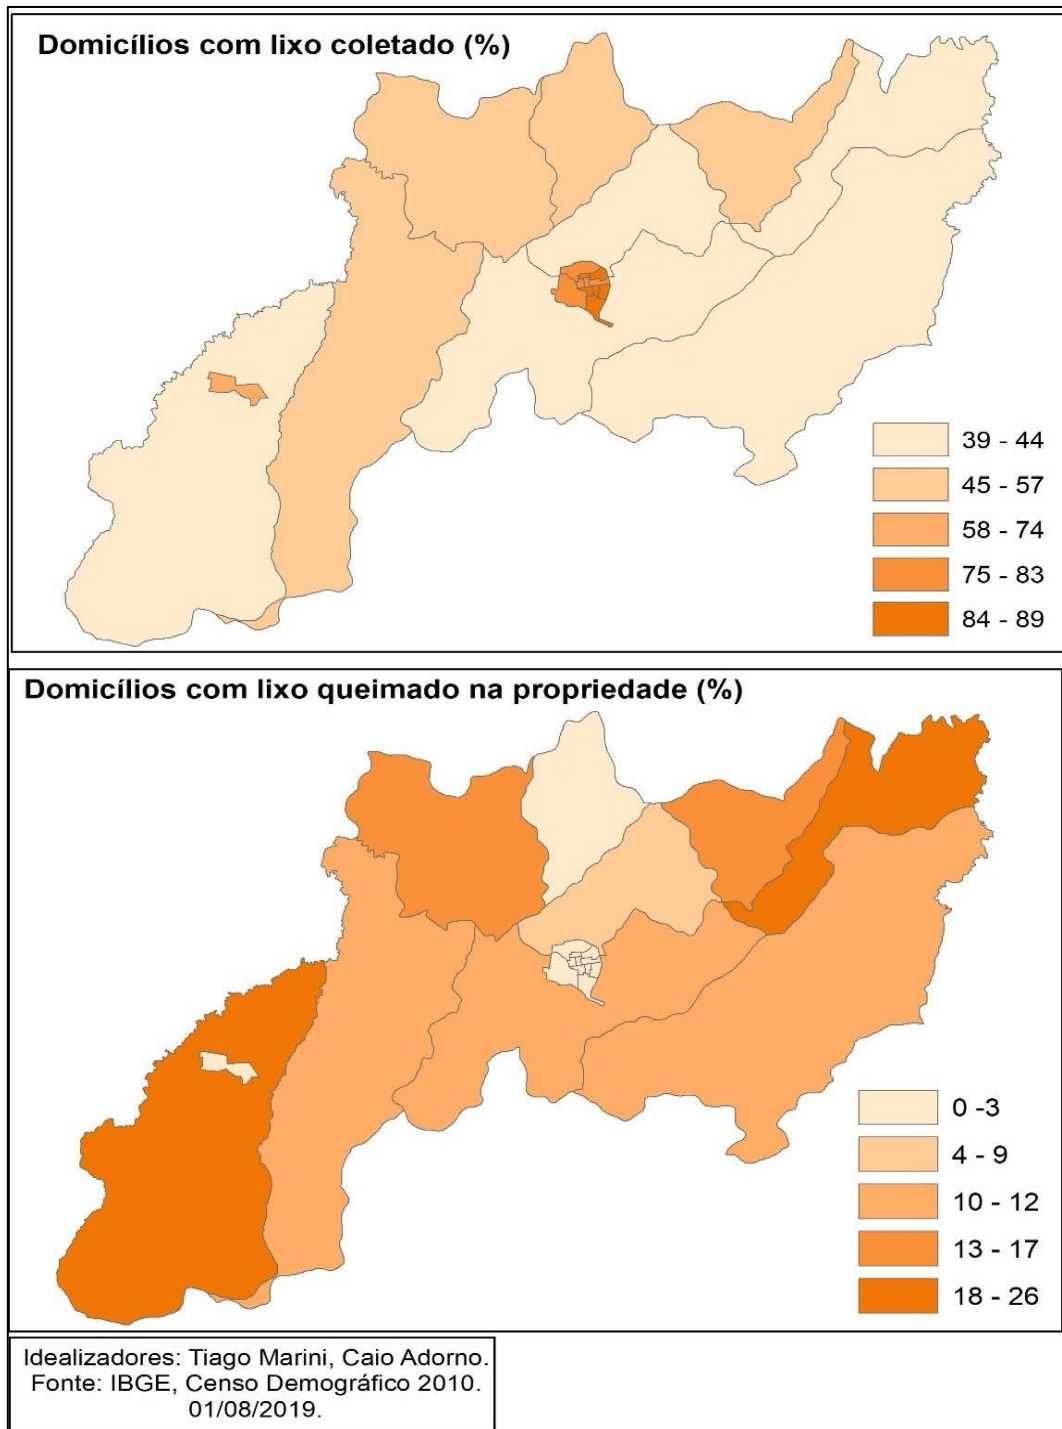 Domicílios com lixo coletado (%)
39 - 44
45 - 57
58 - 74
75 - 83
84 - 89
Domicílios com lixo queimado na propriedade (%)
0 -3
4 - 9
10 - 12
13 - 17
18 - 26
Idealizadores: Tiago Marini, Caio Adorno.
Fonte: IBGE, Censo Demográfico 2010.
01/08/2019.